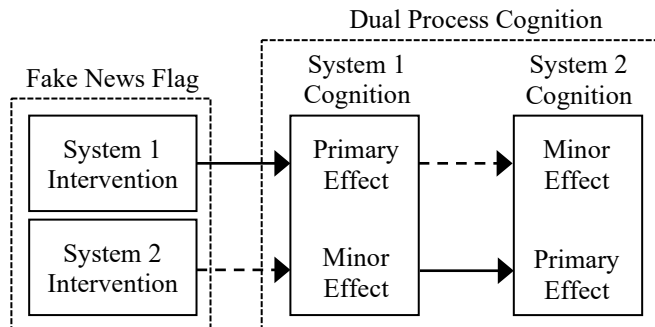 Dual Process Cognition
Fake News Flag
System 1
Cognition
System 2
Cognition
System 1
Intervention
Primary
Effect
Minor
Effect
System 2
Intervention
Minor
Effect
Primary
Effect